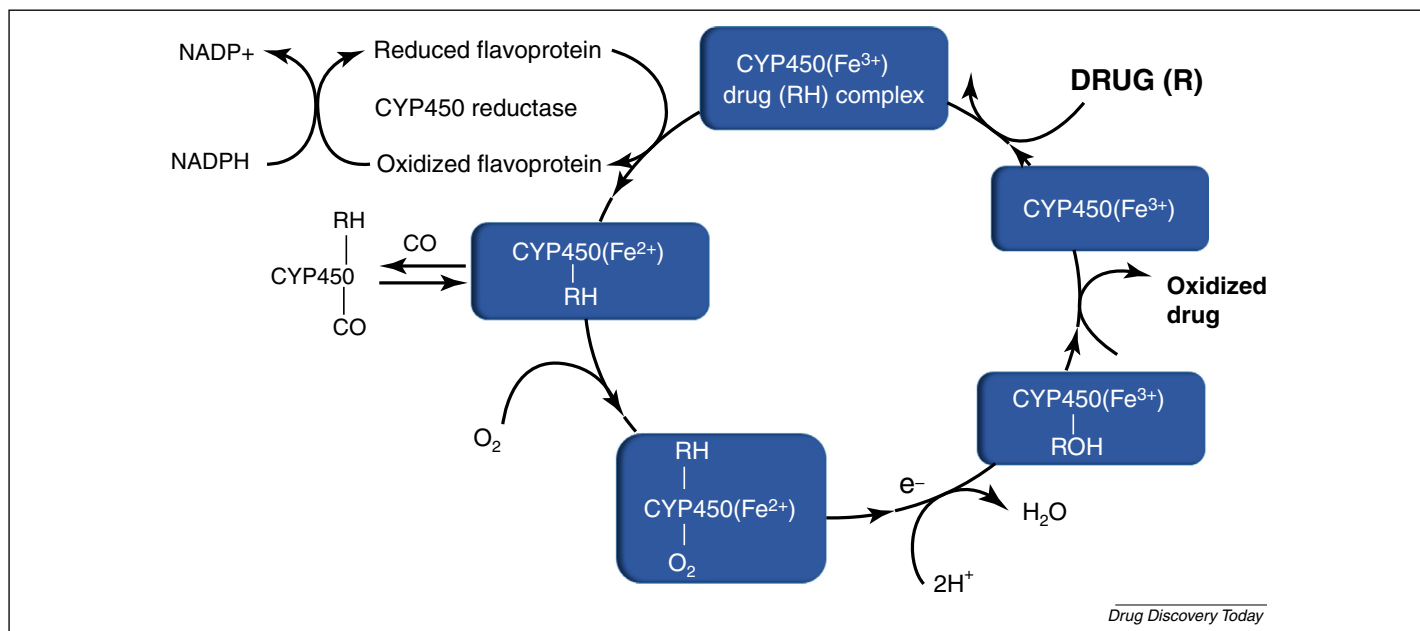 NADP+
Reduced flavoprotein
CYP450 reductase
NADPH
Oxidized flavoprotein
CYP450(Fe³⁺)
drug (RH) complex
DRUG (R)
CYP450(Fe³⁺)
RH
CYP450
CO
CO
CYP450(Fe²⁺)
RH
Oxidized
drug
O₂
RH
CYP450(Fe²⁺)
O₂
e⁻
2H⁺
H₂O
CYP450(Fe³⁺)
ROH
Drug Discovery Today